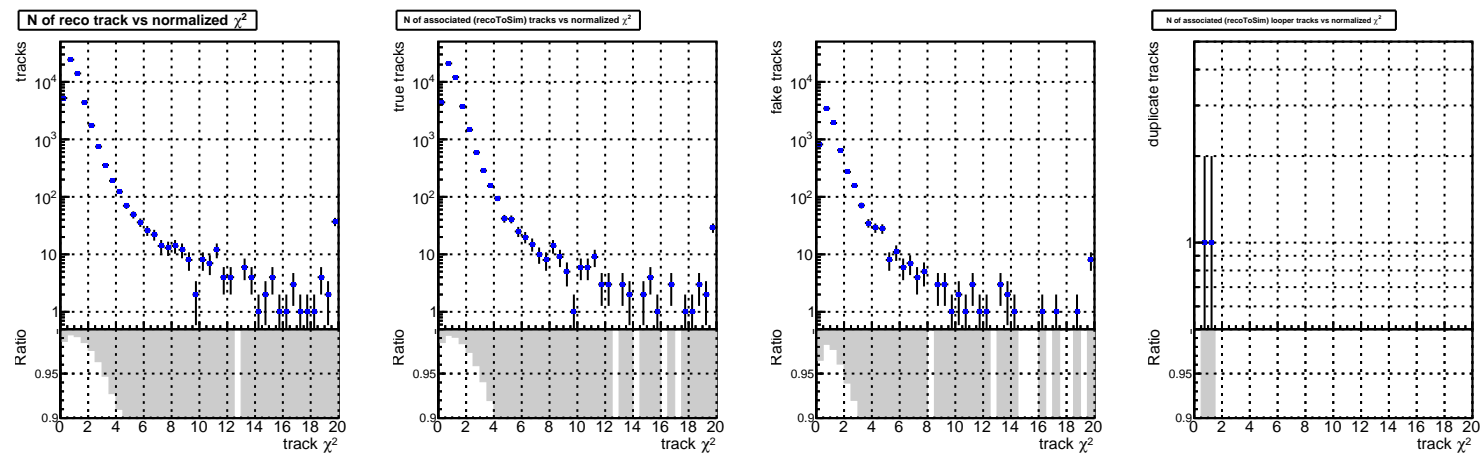 N of reco track vs normalized χ²
tracks
10⁴
10³
10²
10
1
Ratio
0.95
0.9
0 2 4 6 8 10 12 14 16 18 20
track χ²
N of associated (recoToSim) tracks vs normalized χ²
true tracks
10⁴
10³
10²
10
1
Ratio
0.95
0.9
0 2 4 6 8 10 12 14 16 18 20
track χ²
fake tracks
10⁴
10³
10²
10
1
Ratio
0.95
0.9
0 2 4 6 8 10 12 14 16 18 20
track χ²
N of associated (recoToSim) looper tracks vs normalized χ²
duplicate tracks
1
Ratio
0.95
0.9
0 2 4 6 8 10 12 14 16 18 20
track χ²